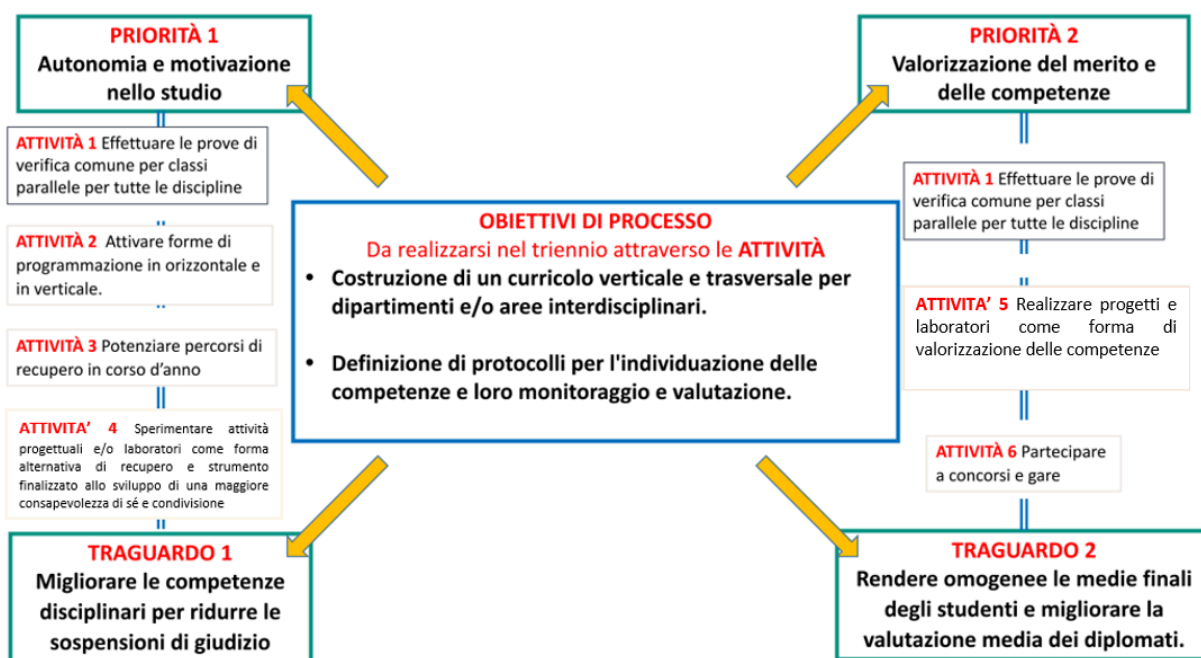 PRIORITÀ 1
Autonomia e motivazione
nello studio
ATTIVITÀ 1 Effettuare le prove di
verifica comune per classi
parallele per tutte le discipline
ATTIVITÀ 2 Attivare forme di
programmazione in orizzontale e
in verticale.
ATTIVITÀ 3 Potenziare percorsi di
recupero in corso d'anno
ATTIVITA' 4 Sperimentare attività
progettuali e/o laboratori come forma
alternativa di recupero e strumento
finalizzato allo sviluppo di una maggiore
consapevolezza di sé e condivisione
TRAGUARDO 1
Migliorare le competenze
disciplinari per ridurre le
sospensioni di giudizio
OBIETTIVI DI PROCESSO
Da realizzarsi nel triennio attraverso le ATTIVITÀ
• Costruzione di un curricolo verticale e trasversale per
dipartimenti e/o aree interdisciplinari.
• Definizione di protocolli per l'individuazione delle
competenze e loro monitoraggio e valutazione.
PRIORITÀ 2
Valorizzazione del merito e
delle competenze
ATTIVITÀ 1 Effettuare le prove di
verifica comune per classi
parallele per tutte le discipline
ATTIVITA' 5 Realizzare progetti e
laboratori come forma di
valorizzazione delle competenze
ATTIVITÀ 6 Partecipare
a concorsi e gare
TRAGUARDO 2
Rendere omogenee le medie finali
degli studenti e migliorare la
valutazione media dei diplomati.